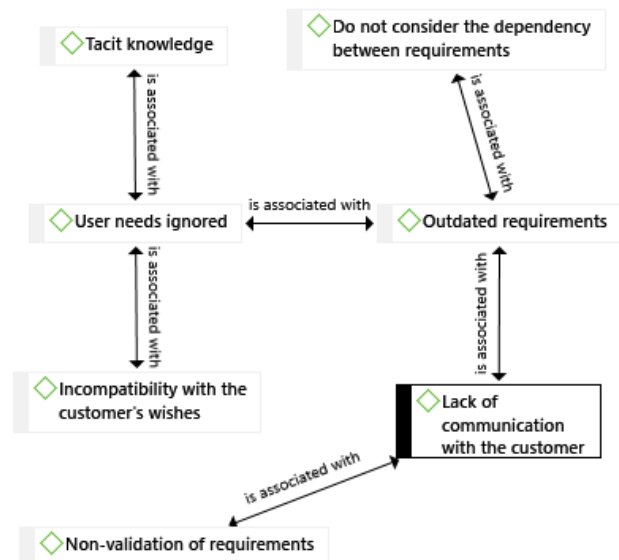 Tacit knowledge
Do not consider the dependency
between requirements
is associated with
is associated with
is associated with
User needs ignored
Outdated requirements
is associated with
is associated with
Incompatibility with the
customer's wishes
Lack of
communication
with the customer
is associated with
Non-validation of requirements